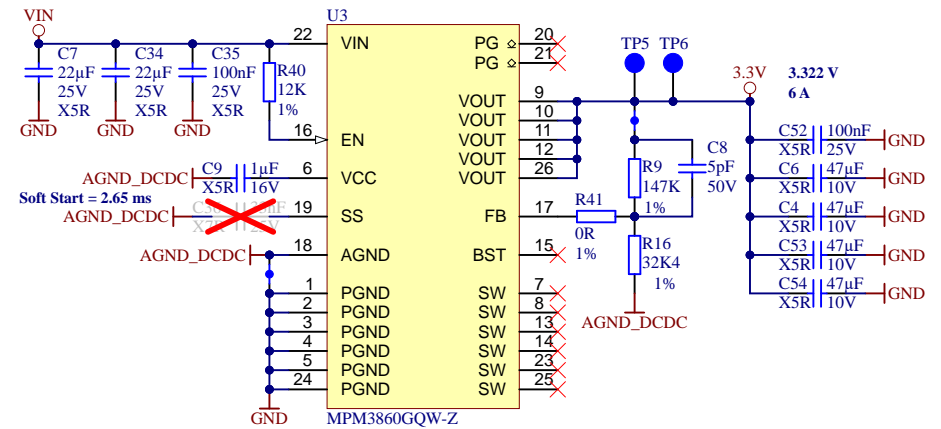 VIN
C7
22µF
25V
X5R
GND
C34
22µF
25V
X5R
GND
C35
100nF
25V
X5R
GND
R40
12K
1%
C9
1µF
X5R
16V
AGND_DCDC
Soft Start = 2.65 ms
AGND_DCDC
AGND_DCDC
GND
U3
22
VIN
16
EN
6
VCC
19
SS
18
AGND
1
PGND
2
PGND
3
PGND
4
PGND
5
PGND
24
PGND
PG
20
PG
21
VOUT
9
VOUT
10
VOUT
11
VOUT
12
VOUT
26
FB
17
BST
15
SW
7
SW
8
SW
13
SW
14
SW
23
SW
25
MPM3860GQW-Z
TP5
TP6
R41
0R
1%
R9
147K
1%
C8
5pF
50V
R16
32K4
1%
AGND_DCDC
3.3V
3.322 V
6 A
C52
100nF
X5R
25V
GND
C6
47µF
X5R
10V
GND
C4
47µF
X5R
10V
GND
C53
47µF
X5R
10V
GND
C54
47µF
X5R
10V
GND